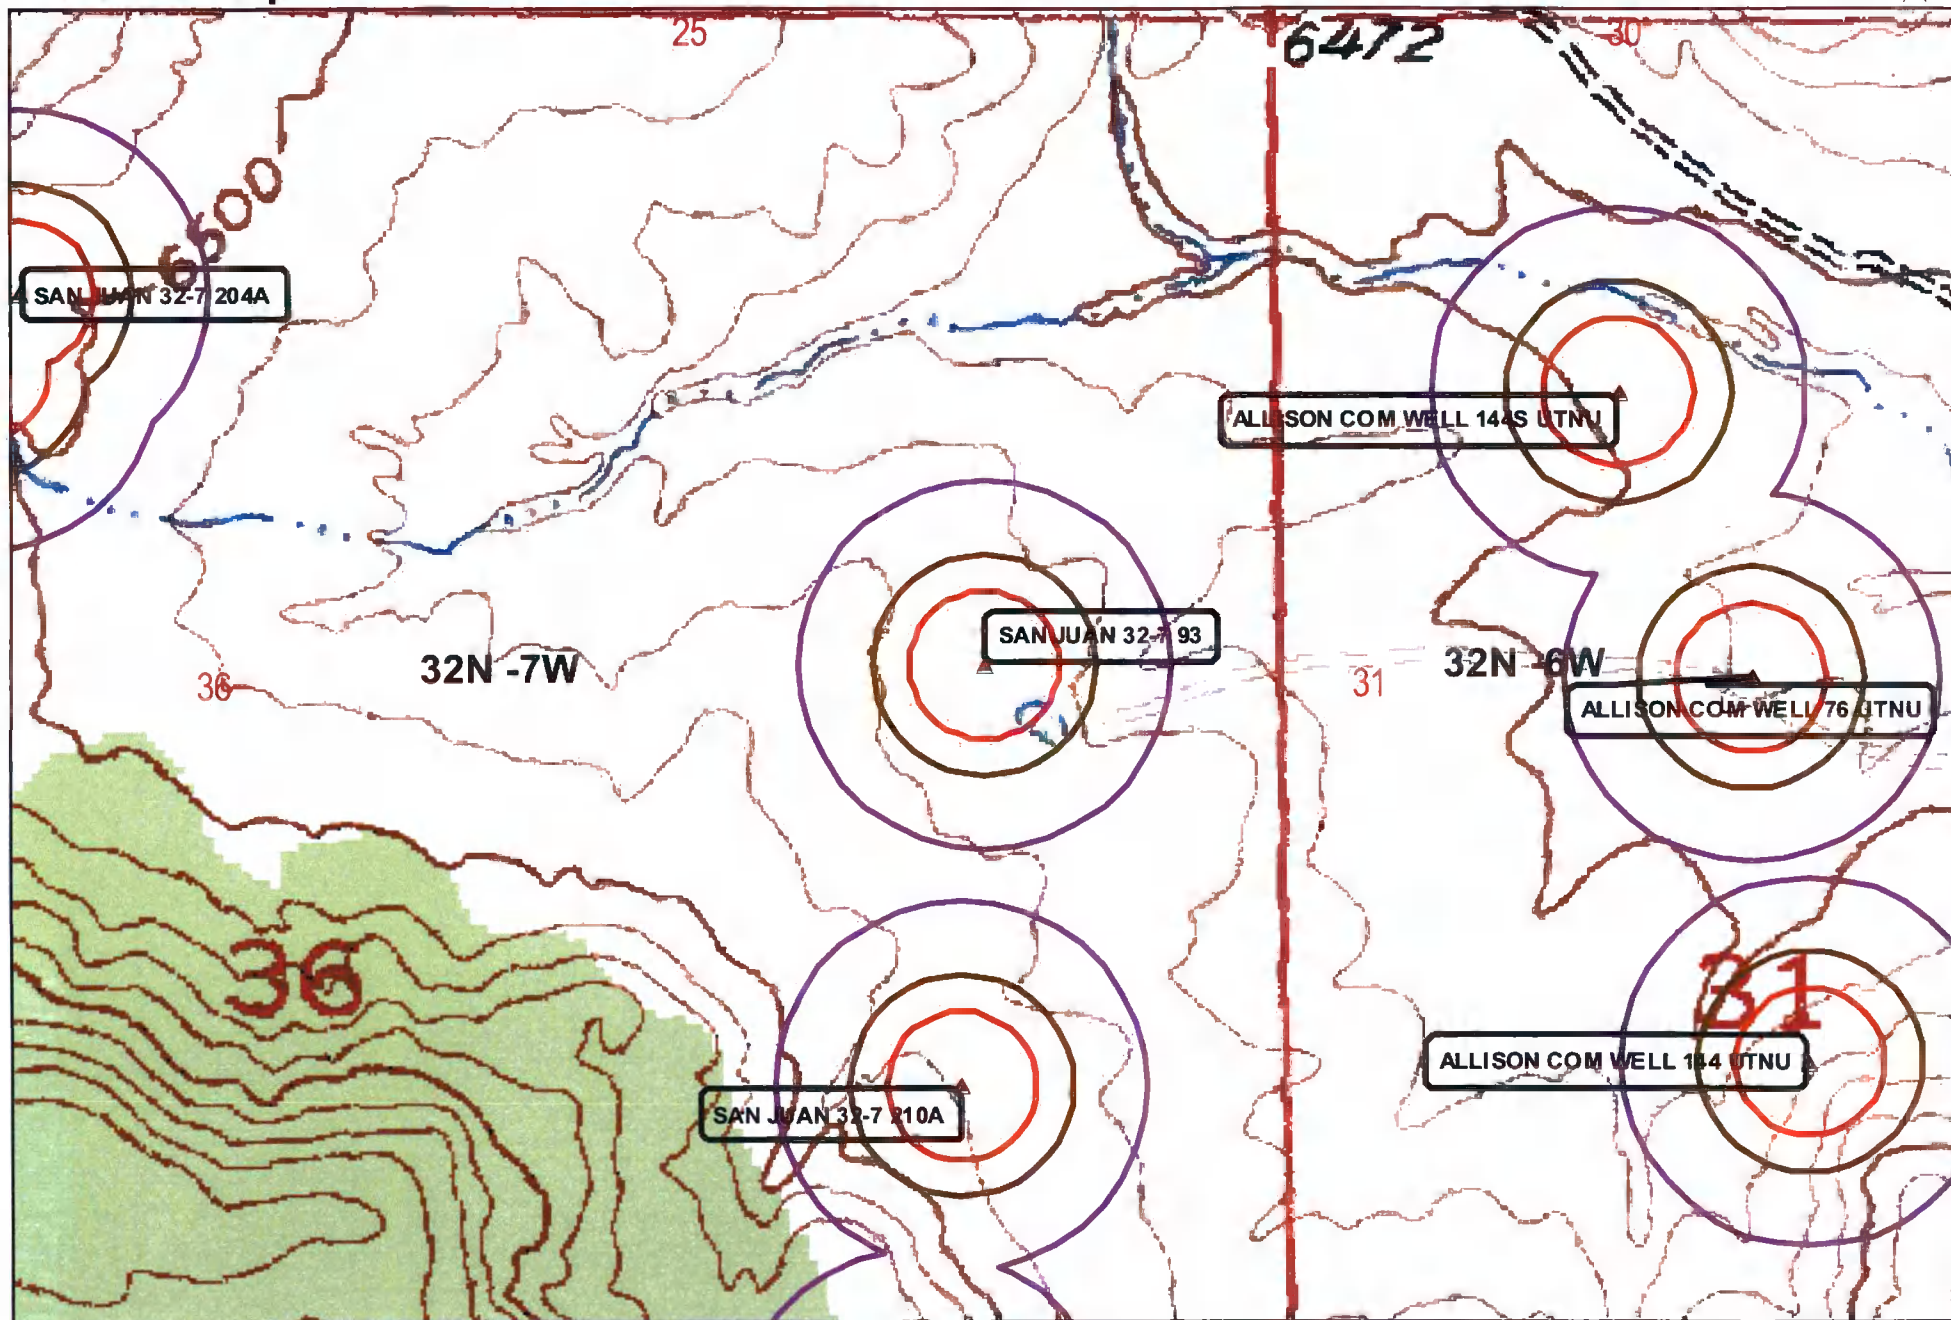 25
30
6472
6600
SAN JUAN 32-7 204A
ALLISON COM WELL 144S UTNU
SAN JUAN 32-7 93
32N -7W
36
31
32N -6W
ALLISON COM WELL 76 UTNU
36
31
ALLISON COM WELL 144 UTNU
SAN JUAN 32-7 210A